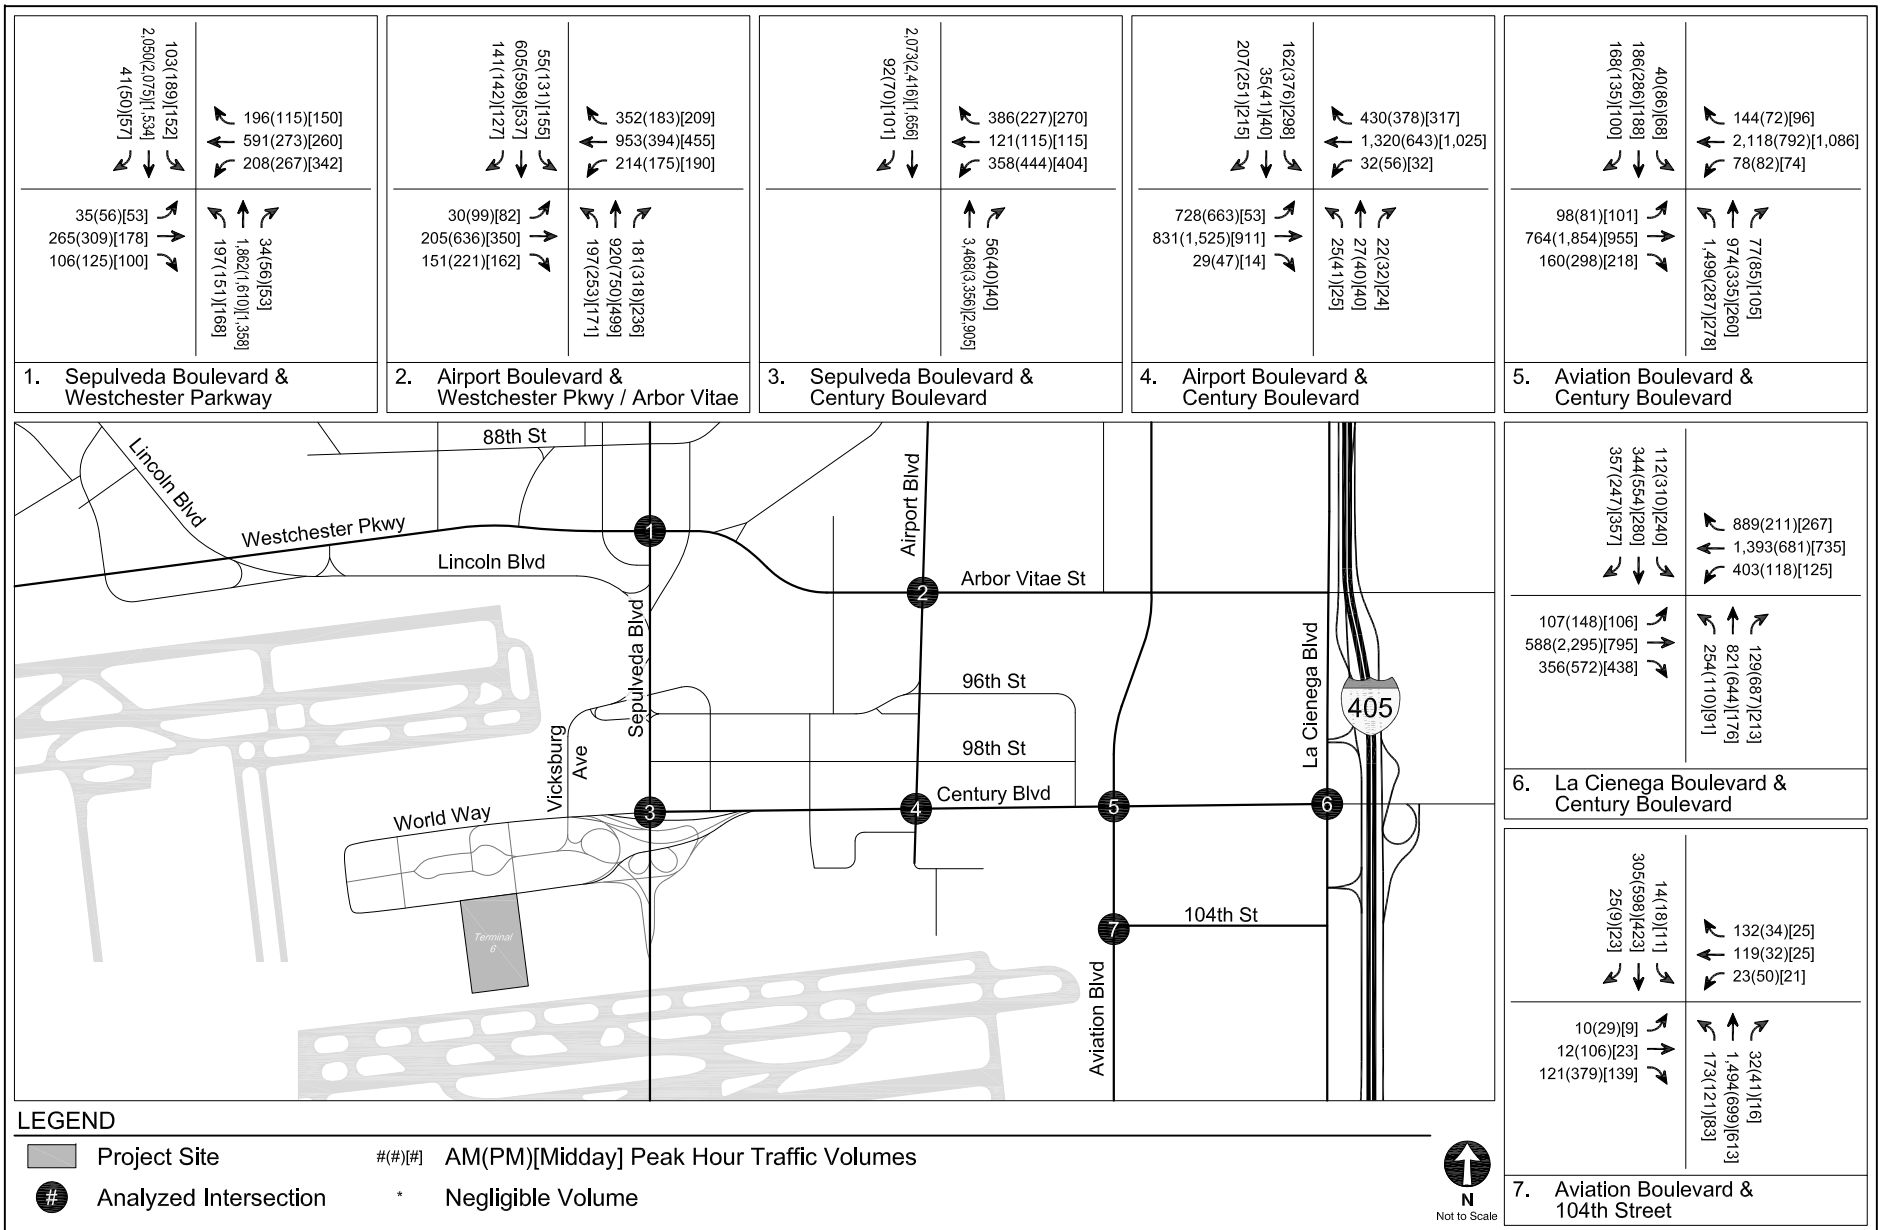 103(189)[152]
2,050(2,075)[1,534]
41(50)[57]
196(115)[150]
591(273)[260]
208(267)[342]
35(56)[53]
265(309)[178]
106(125)[100]
34(56)[53]
1,862(1,610)[1,358]
197(151)[168]
1. Sepulveda Boulevard &
Westchester Parkway
55(131)[155]
605(598)[537]
141(142)[127]
352(183)[209]
953(394)[455]
214(175)[190]
30(99)[82]
205(636)[350]
151(221)[162]
181(318)[236]
920(750)[499]
197(253)[171]
2. Airport Boulevard &
Westchester Pkwy / Arbor Vitae
2,073(2,416)[1,656]
92(70)[101]
386(227)[270]
121(115)[115]
358(444)[404]
56(40)[40]
3,468(3,356)[2,905]
3. Sepulveda Boulevard &
Century Boulevard
162(376)[298]
35(41)[40]
207(251)[215]
430(378)[317]
1,320(643)[1,025]
32(56)[32]
728(663)[53]
831(1,525)[911]
29(47)[14]
22(32)[24]
27(40)[40]
25(41)[25]
4. Airport Boulevard &
Century Boulevard
40(86)[68]
186(286)[188]
168(135)[100]
144(72)[96]
2,118(792)[1,086]
78(82)[74]
98(81)[101]
764(1,854)[955]
160(298)[218]
77(85)[105]
974(335)[260]
1,499(287)[278]
5. Aviation Boulevard &
Century Boulevard
112(310)[240]
344(554)[280]
357(247)[357]
889(211)[267]
1,393(681)[735]
403(118)[125]
107(148)[106]
588(2,295)[795]
356(572)[438]
129(687)[213]
821(644)[176]
254(110)[91]
6. La Cienega Boulevard &
Century Boulevard
14(18)[11]
305(598)[423]
25(9)[23]
132(34)[25]
119(32)[25]
23(50)[21]
10(29)[9]
12(106)[23]
121(379)[139]
32(41)[16]
1,494(699)[613]
173(121)[83]
7. Aviation Boulevard &
104th Street
88th St
Lincoln Blvd
Westchester Pkwy
Lincoln Blvd
Airport Blvd
Arbor Vitae St
Sepulveda Blvd
La Cienega Blvd
96th St
405
98th St
Vicksburg
Ave
Century Blvd
World Way
104th St
Aviation Blvd
Terminal
6
1
2
3
4
5
6
7
LEGEND
Project Site
#(#)[#] AM(PM)[Midday] Peak Hour Traffic Volumes
# Analyzed Intersection
* Negligible Volume
N
Not to Scale